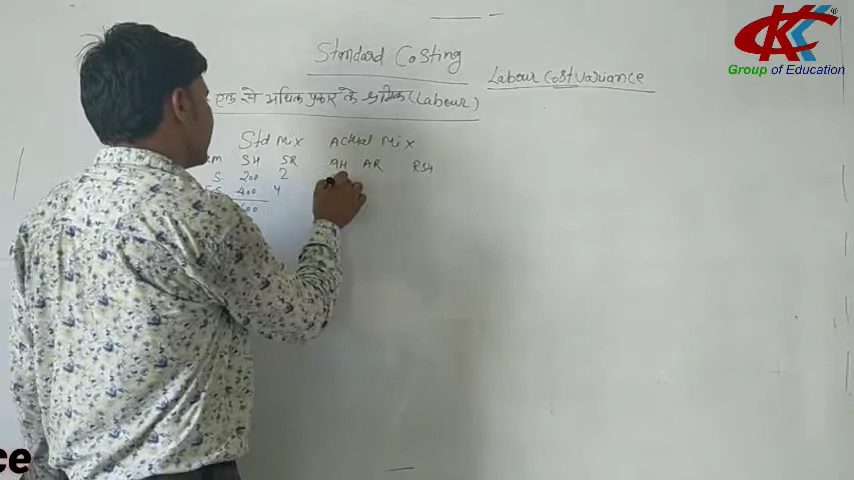 Standard Costing
Labour Cost Variance
एक से अधिक प्रकार के श्रमिक (Labour)
Std Mix Actual Mix
SH SR AH AR RSH
S 200 2
400 4
KK
Group of Education